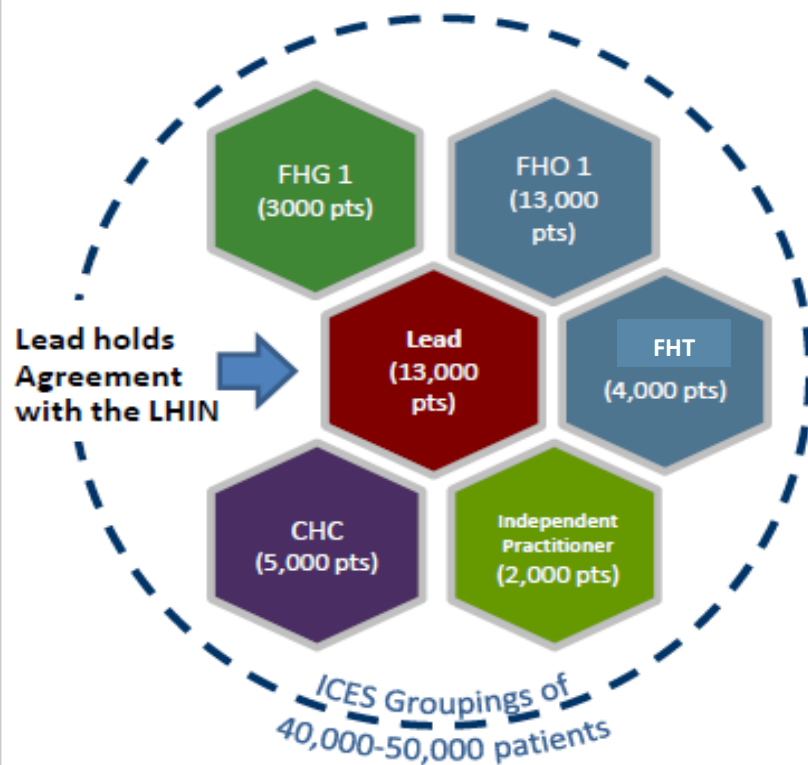 FHG 1
(3000 pts)
FHO 1
(13,000
pts)
Lead holds
Agreement
with the LHIN
Lead
(13,000
pts)
FHT
(4,000 pts)
CHC
(5,000 pts)
Independent
Practitioner
(2,000 pts)
ICES Groupings of
40,000-50,000 patients